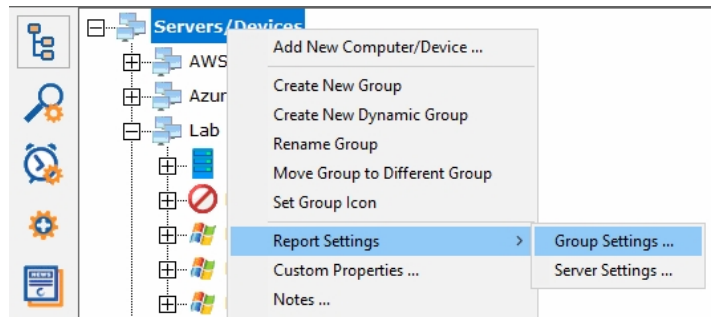 Servers/Devices
Add New Computer/Device ...
AWS
Create New Group
Azur
Create New Dynamic Group
Lab
Rename Group
Move Group to Different Group
Set Group Icon
Report Settings
Group Settings ...
Custom Properties ...
Server Settings ...
Notes ...
NEWS